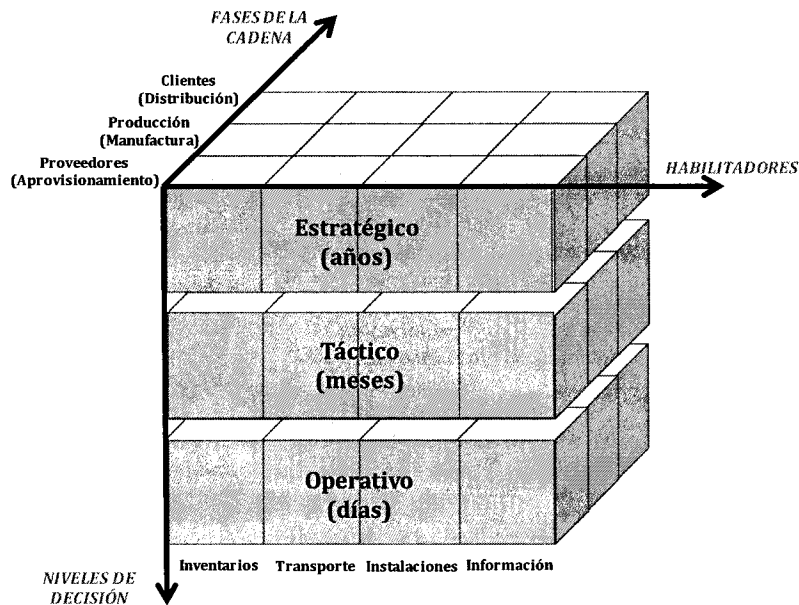 FASES DE LA
CADENA
Clientes
(Distribución)
Producción
(Manufactura)
Proveedores
(Aprovisionamiento)
HABILITADORES
Estratégico
(años)
Táctico
(meses)
Operativo
(días)
Inventarios Transporte Instalaciones Información
NIVELES DE
DECISIÓN